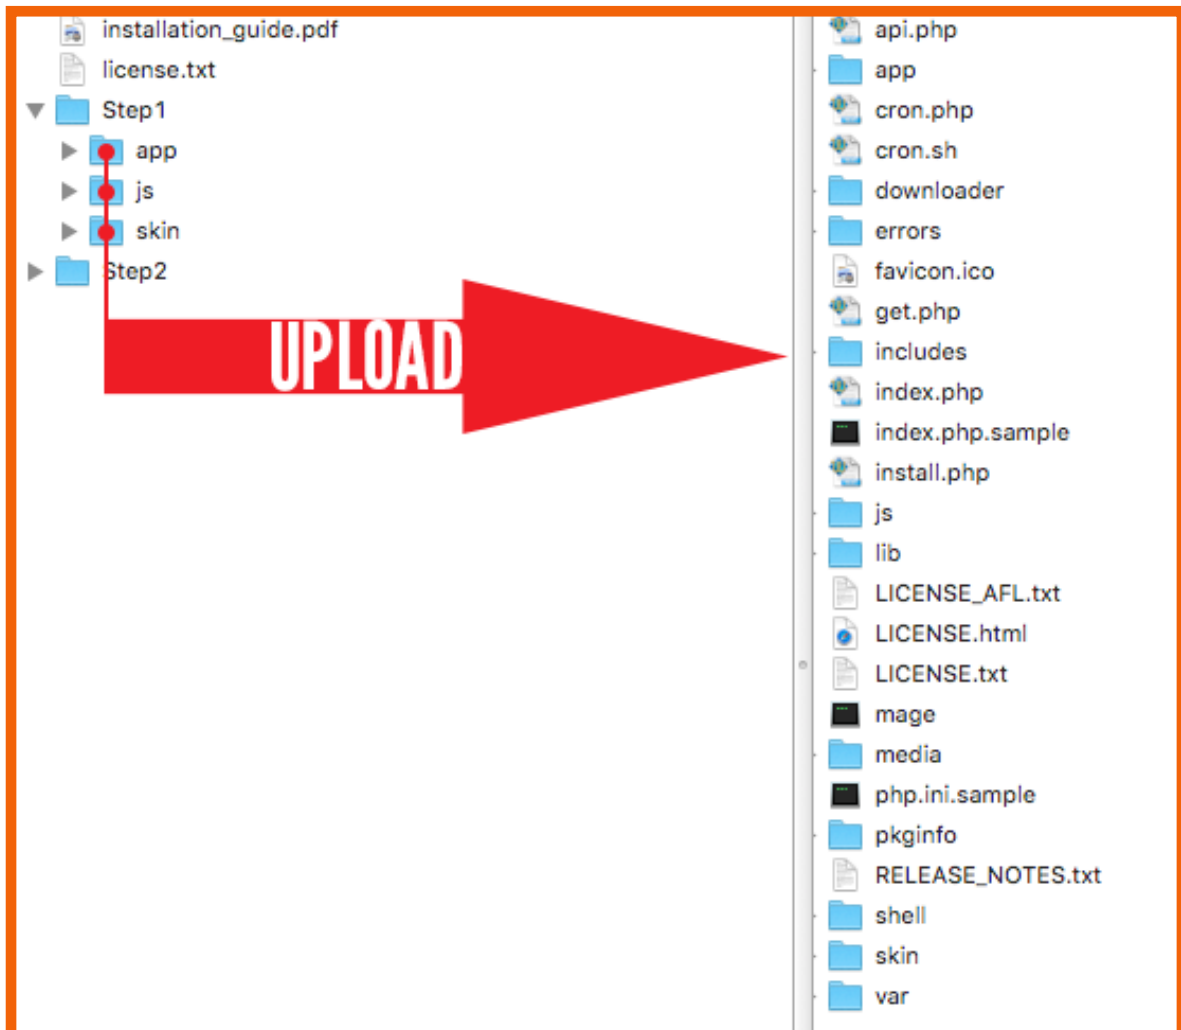 installation_guide.pdf
license.txt
Step1
app
js
skin
Step2
UPLOAD
api.php
app
cron.php
cron.sh
downloader
errors
favicon.ico
get.php
includes
index.php
index.php.sample
install.php
js
lib
LICENSE_AFL.txt
LICENSE.html
LICENSE.txt
mage
media
php.ini.sample
pkginfo
RELEASE_NOTES.txt
shell
skin
var